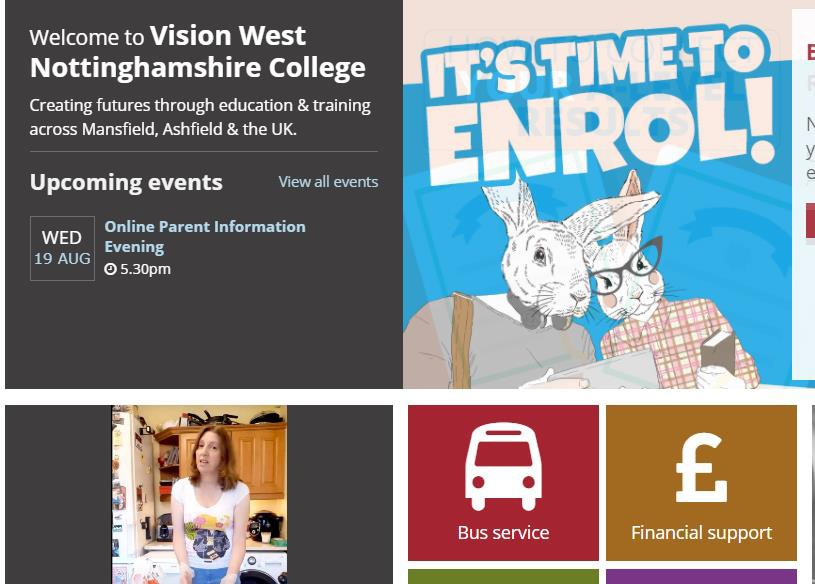 Welcome to Vision West
Nottinghamshire College
Creating futures through education & training
across Mansfield, Ashfield & the UK.
Upcoming events
View all events
WED
19 AUG
Online Parent Information
Evening
5.30pm
IT'S TIME TO
ENROL!
Bus service
£
Financial support